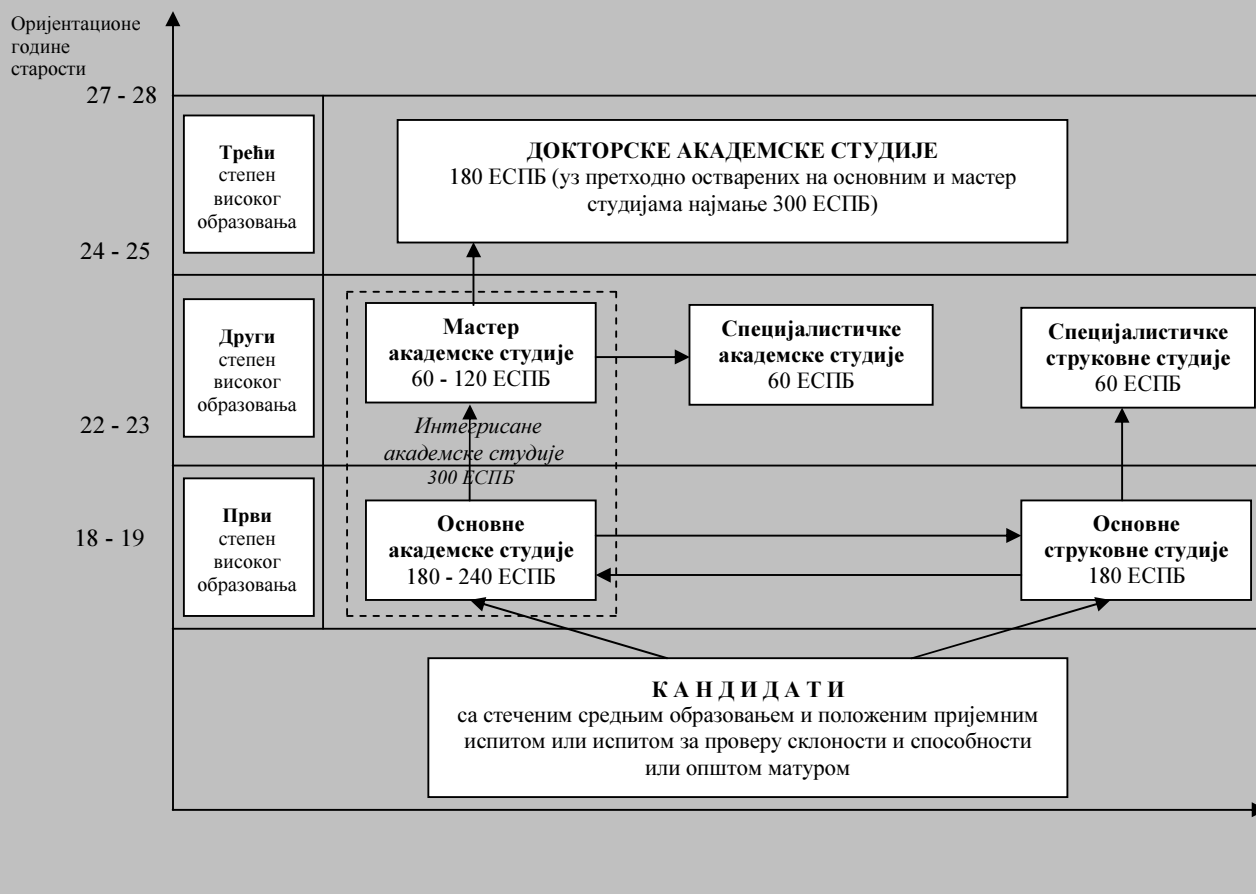 Оријентационе
године
старости
27 - 28
Трећи
степен
високог
образовања
ДОКТОРСКЕ АКАДЕМСКЕ СТУДИЈЕ
180 ЕСПБ (уз претходно остварених на основним и мастер
студијама најмање 300 ЕСПБ)
24 - 25
Други
степен
високог
образовања
Мастер
академске студије
60 - 120 ЕСПБ
Специјалистичке
академске студије
60 ЕСПБ
Специјалистичке
струковне студије
60 ЕСПБ
22 - 23
Интегрисане
академске студије
300 ЕСПБ
18 - 19
Први
степен
високог
образовања
Основне
академске студије
180 - 240 ЕСПБ
Основне
струковне студије
180 ЕСПБ
К А Н Д И Д А Т И
са стеченим средњим образовањем и положеним пријемним
испитом или испитом за проверу склоности и способности
или општом матуром